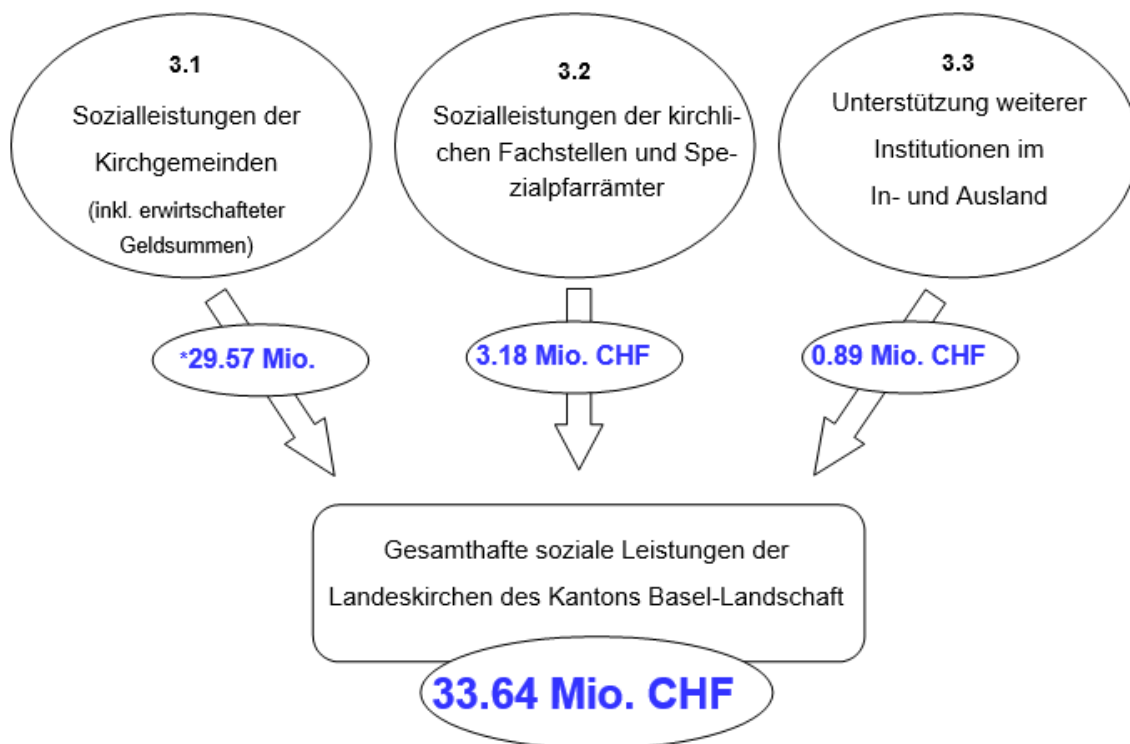 3.1
Sozialleistungen der
Kirchgemeinden
(inkl. erwirtschafteter
Geldsummen)
3.2
Sozialleistungen der kirchli-
chen Fachstellen und Spe-
zialpfarrämter
3.3
Unterstützung weiterer
Institutionen im
In- und Ausland
*29.57 Mio.
3.18 Mio. CHF
0.89 Mio. CHF
Gesamthafte soziale Leistungen der
Landeskirchen des Kantons Basel-Landschaft
33.64 Mio. CHF